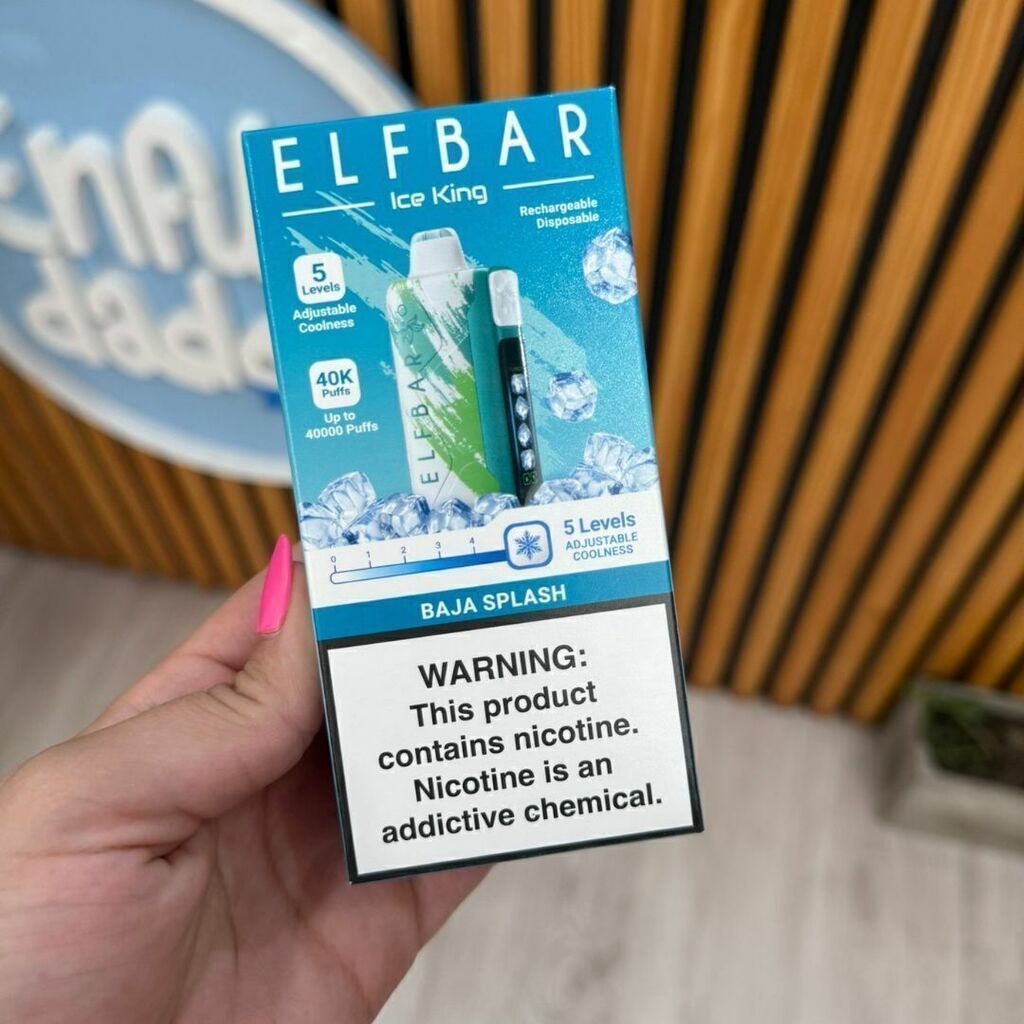 ELFBAR
Ice King
Rechargeable
Disposable
5
Levels
Adjustable
Coolness
40K
Puffs
Up to
40000 Puffs
ELFBAR
0 1 2 3 4
5 Levels
ADJUSTABLE
COOLNESS
BAJA SPLASH
WARNING:
This product
contains nicotine.
Nicotine is an
addictive chemical.